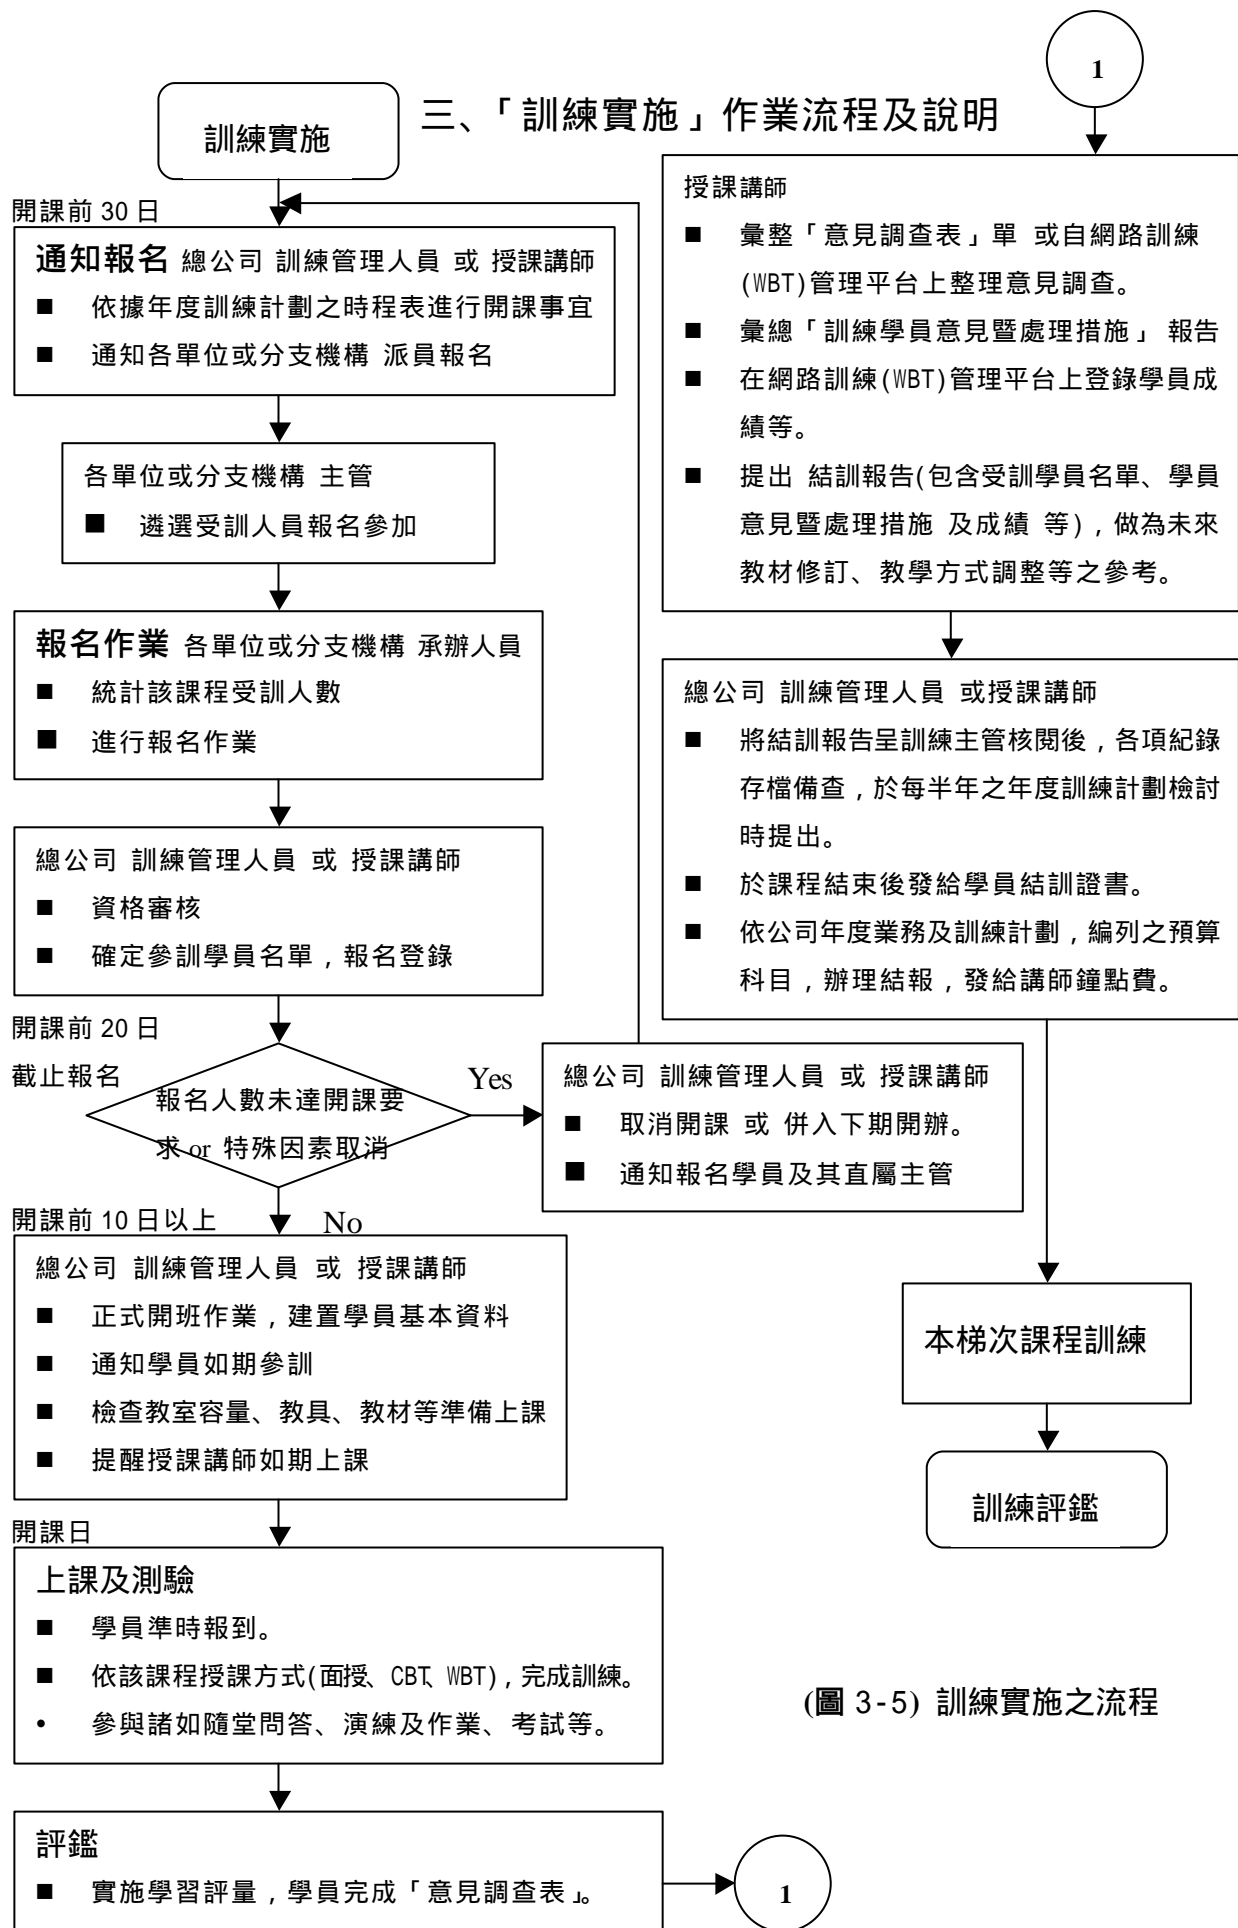 三、「訓練實施」作業流程及說明
訓練實施
開課前 30 日
通知報名 總公司 訓練管理人員 或 授課講師
■ 依據年度訓練計劃之時程表進行開課事宜
■ 通知各單位或分支機構 派員報名
各單位或分支機構 主管
■ 遴選受訓人員報名參加
報名作業 各單位或分支機構 承辦人員
■ 統計該課程受訓人數
■ 進行報名作業
總公司 訓練管理人員 或 授課講師
■ 資格審核
■ 確定參訓學員名單，報名登錄
開課前 20 日
截止報名
報名人數未達開課要
求 or 特殊因素取消
Yes
總公司 訓練管理人員 或 授課講師
■ 取消開課 或 併入下期開辦。
■ 通知報名學員及其直屬主管
No
開課前 10 日以上
總公司 訓練管理人員 或 授課講師
■ 正式開班作業，建置學員基本資料
■ 通知學員如期參訓
■ 檢查教室容量、教具、教材等準備上課
■ 提醒授課講師如期上課
開課日
上課及測驗
■ 學員準時報到。
■ 依該課程授課方式(面授、CBT、WBT)，完成訓練。
• 參與諸如隨堂問答、演練及作業、考試等。
評鑑
■ 實施學習評量，學員完成「意見調查表」。
1
1
授課講師
■ 彙整「意見調查表」單 或自網路訓練
(WBT)管理平台上整理意見調查。
■ 彙總「訓練學員意見暨處理措施」 報告
■ 在網路訓練(WBT)管理平台上登錄學員成
績等。
■ 提出 結訓報告(包含受訓學員名單、學員
意見暨處理措施 及成績 等)，做為未來
教材修訂、教學方式調整等之參考。
總公司 訓練管理人員 或授課講師
■ 將結訓報告呈訓練主管核閱後，各項紀錄
存檔備查，於每半年之年度訓練計劃檢討
時提出。
■ 於課程結束後發給學員結訓證書。
■ 依公司年度業務及訓練計劃，編列之預算
科目，辦理結報，發給講師鐘點費。
本梯次課程訓練
訓練評鑑
(圖 3-5) 訓練實施之流程